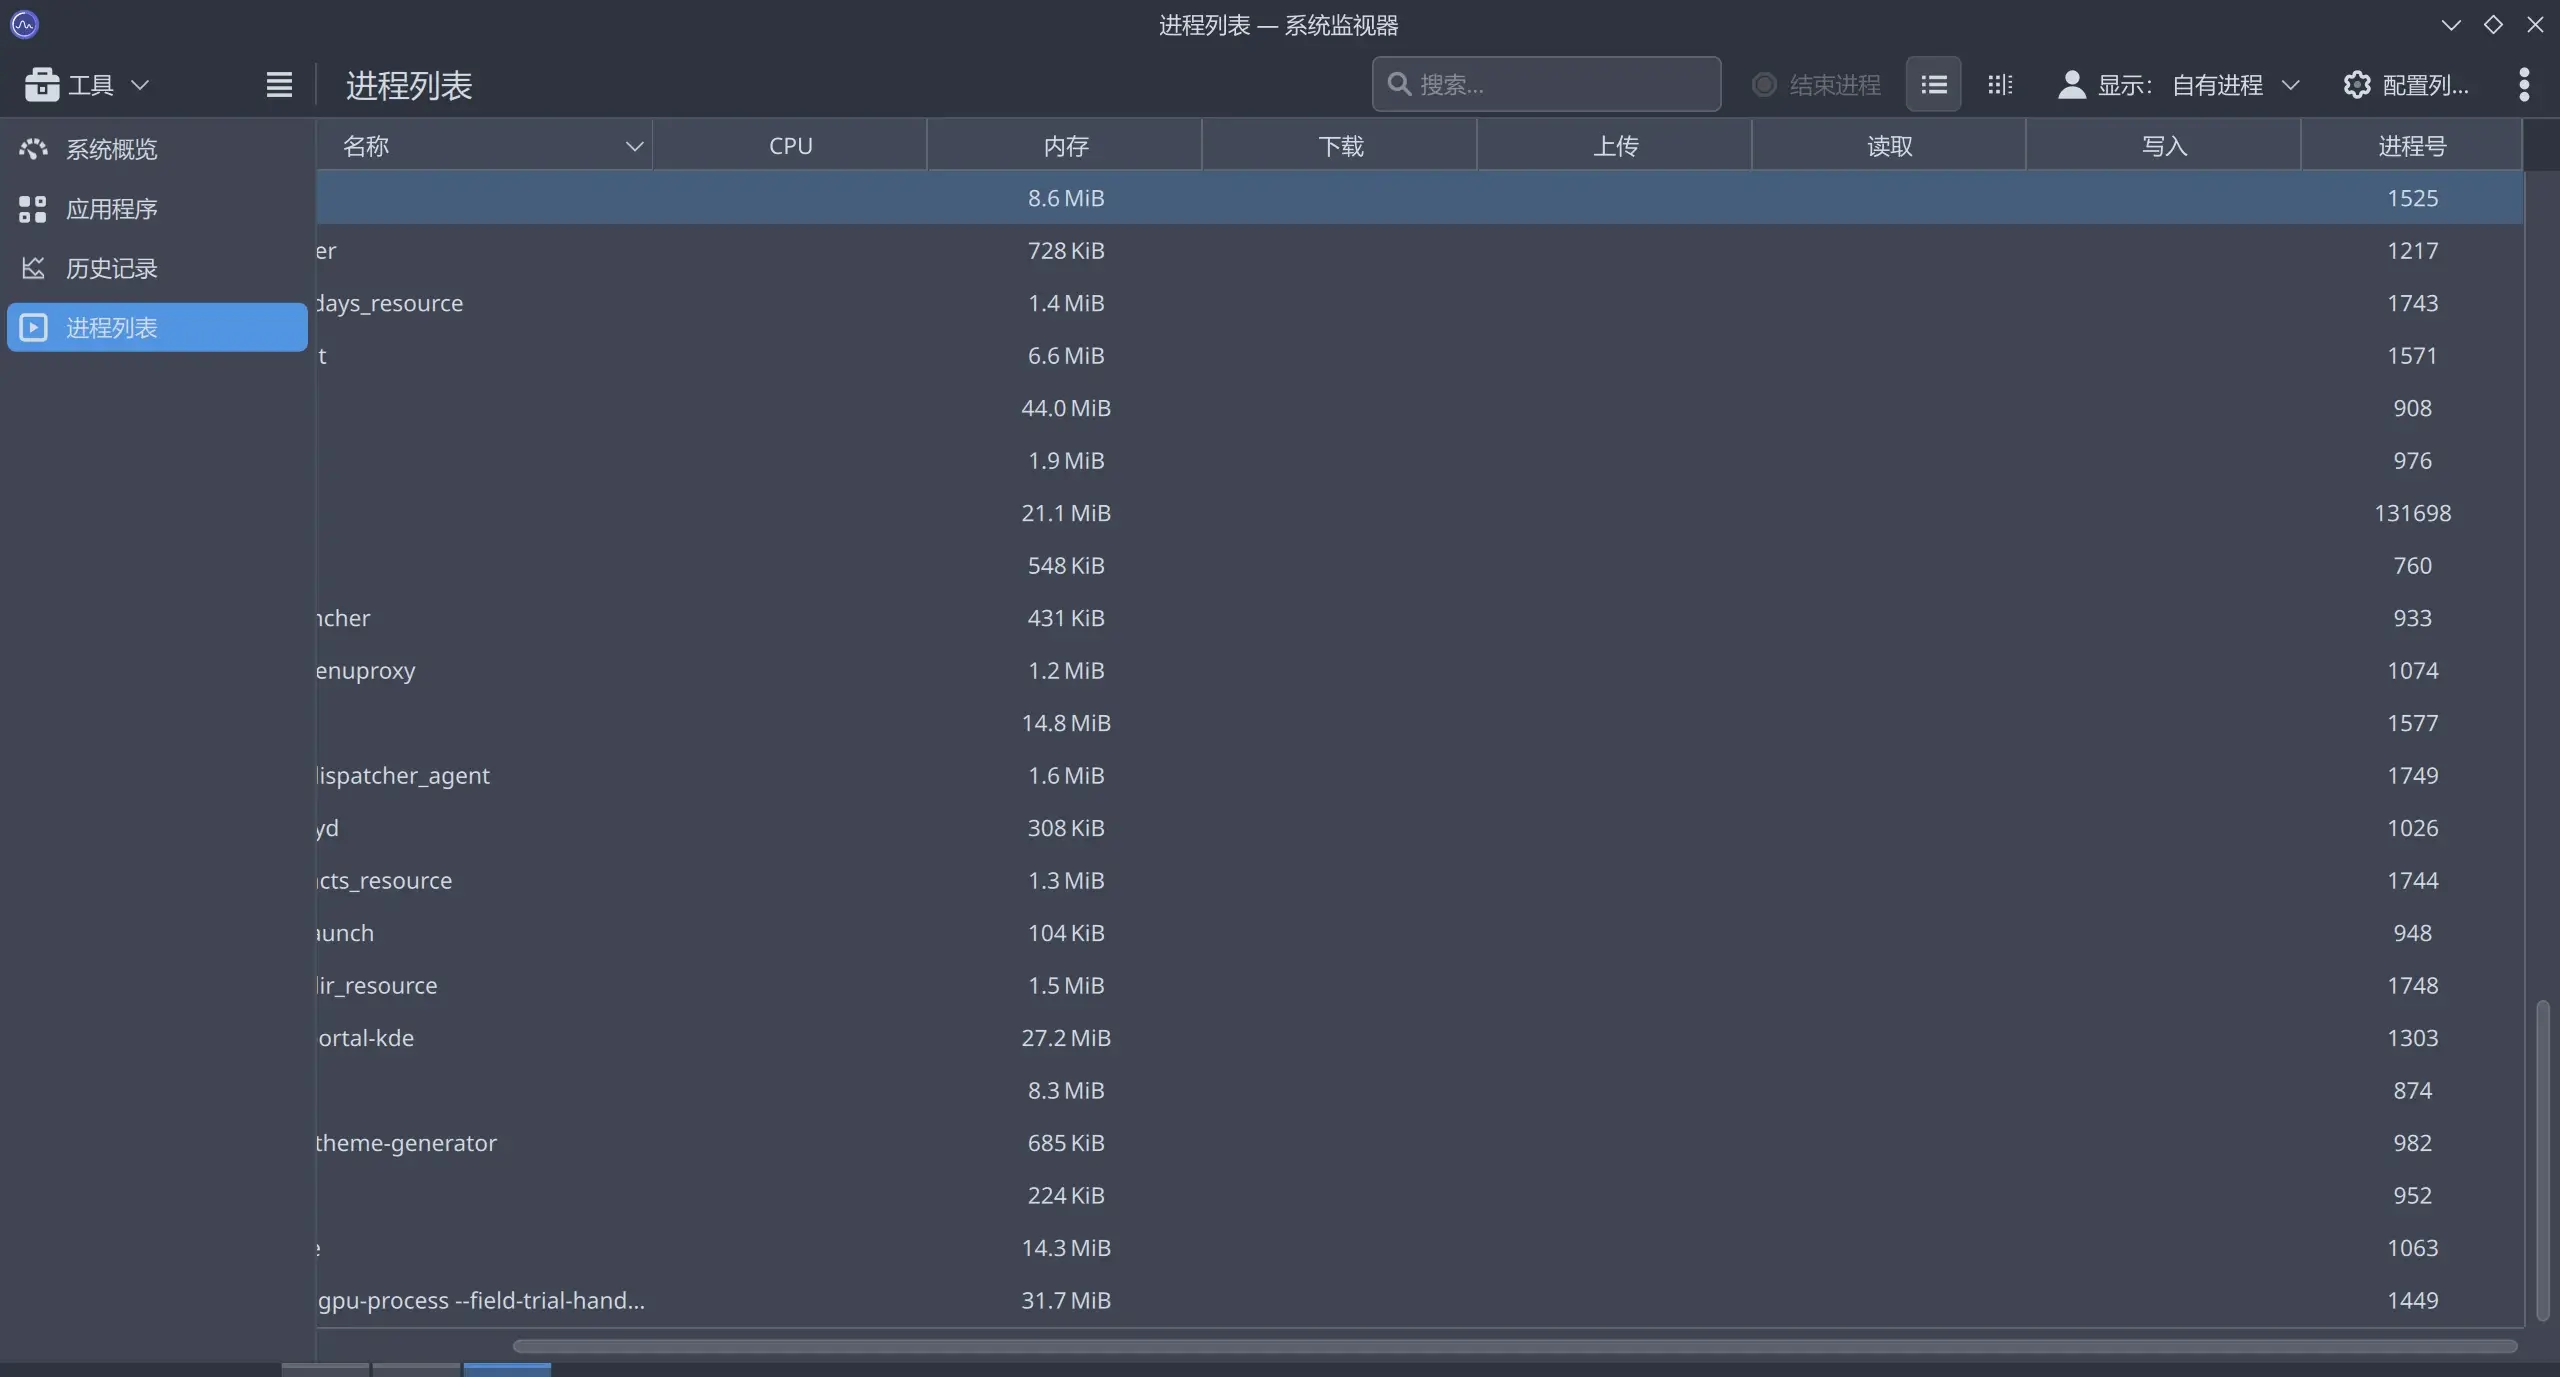 进程列表 — 系统监视器
工具 进程列表 搜索... 结束进程 显示： 自有进程 配置列...
系统概览
应用程序
历史记录
进程列表
名称 CPU 内存 下载 上传 读取 写入 进程号
8.6 MiB 1525
er 728 KiB 1217
days_resource 1.4 MiB 1743
t 6.6 MiB 1571
44.0 MiB 908
1.9 MiB 976
21.1 MiB 131698
548 KiB 760
ncher 431 KiB 933
enuproxy 1.2 MiB 1074
14.8 MiB 1577
dispatcher_agent 1.6 MiB 1749
yd 308 KiB 1026
acts_resource 1.3 MiB 1744
aunch 104 KiB 948
dir_resource 1.5 MiB 1748
ortal-kde 27.2 MiB 1303
8.3 MiB 874
theme-generator 685 KiB 982
224 KiB 952
e 14.3 MiB 1063
gpu-process --field-trial-hand... 31.7 MiB 1449